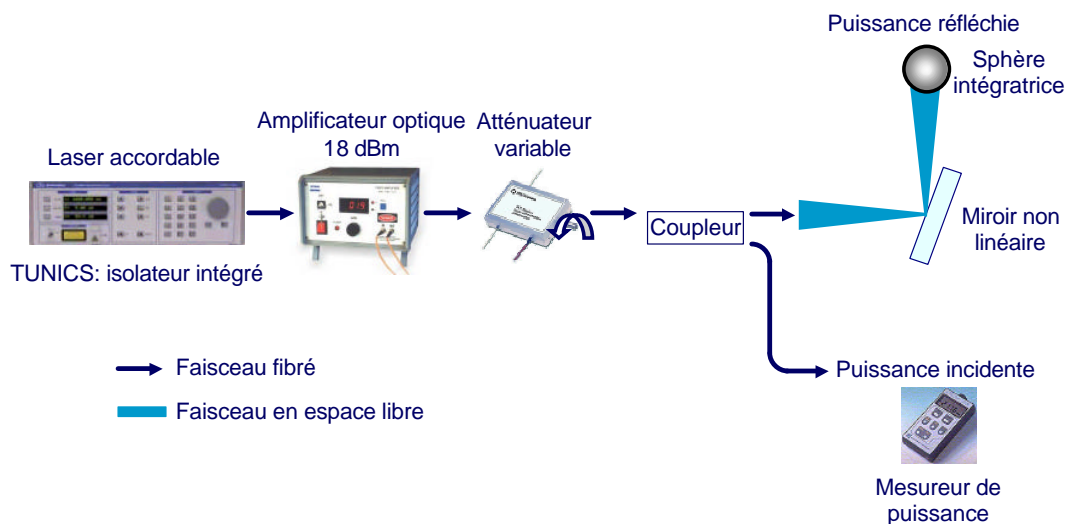 Puissance réfléchie
Sphère
intégratrice
Amplificateur optique
18 dBm
Atténuateur
variable
Laser accordable
Coupleur
Miroir non
linéaire
TUNICS: isolateur intégré
Faisceau fibré
Puissance incidente
Faisceau en espace libre
Mesureur de
puissance